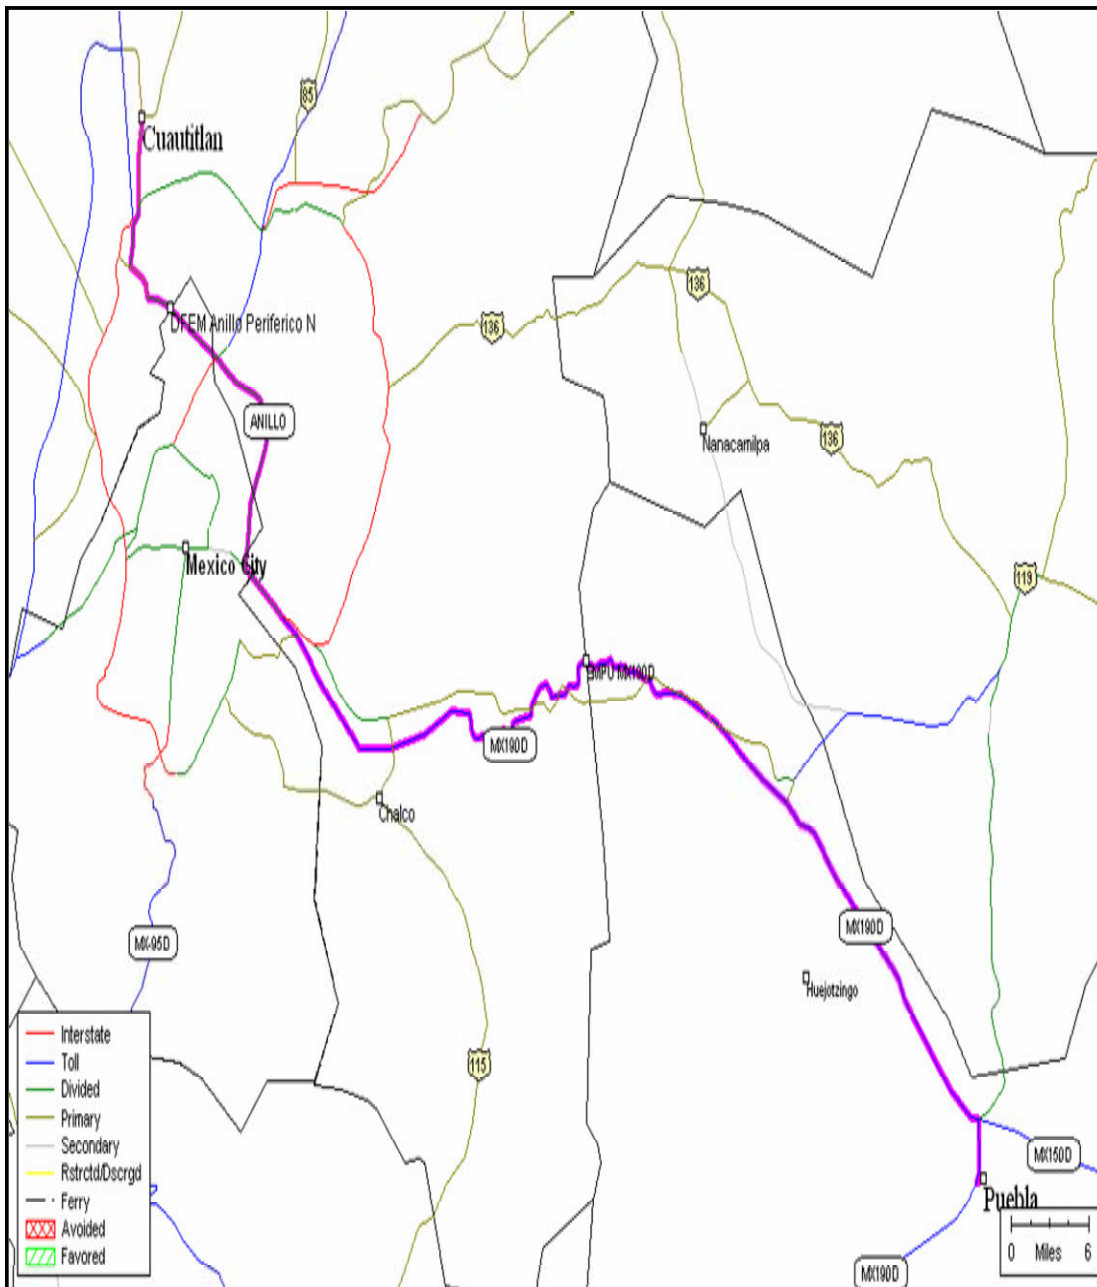 85
Cuautitlan
136
DFEM Anillo Periferico N
136
ANILLO
136
Nanacamilpa
Mexico City
119
MX190D
MX190D
Chalco
MX190D
MX-95D
Huejotzingo
115
MX150D
Puebla
MX190D
Interstate
Toll
Divided
Primary
Secondary
Rstrctd/Dscrgd
Ferry
Avoided
Favored
0 Miles 6